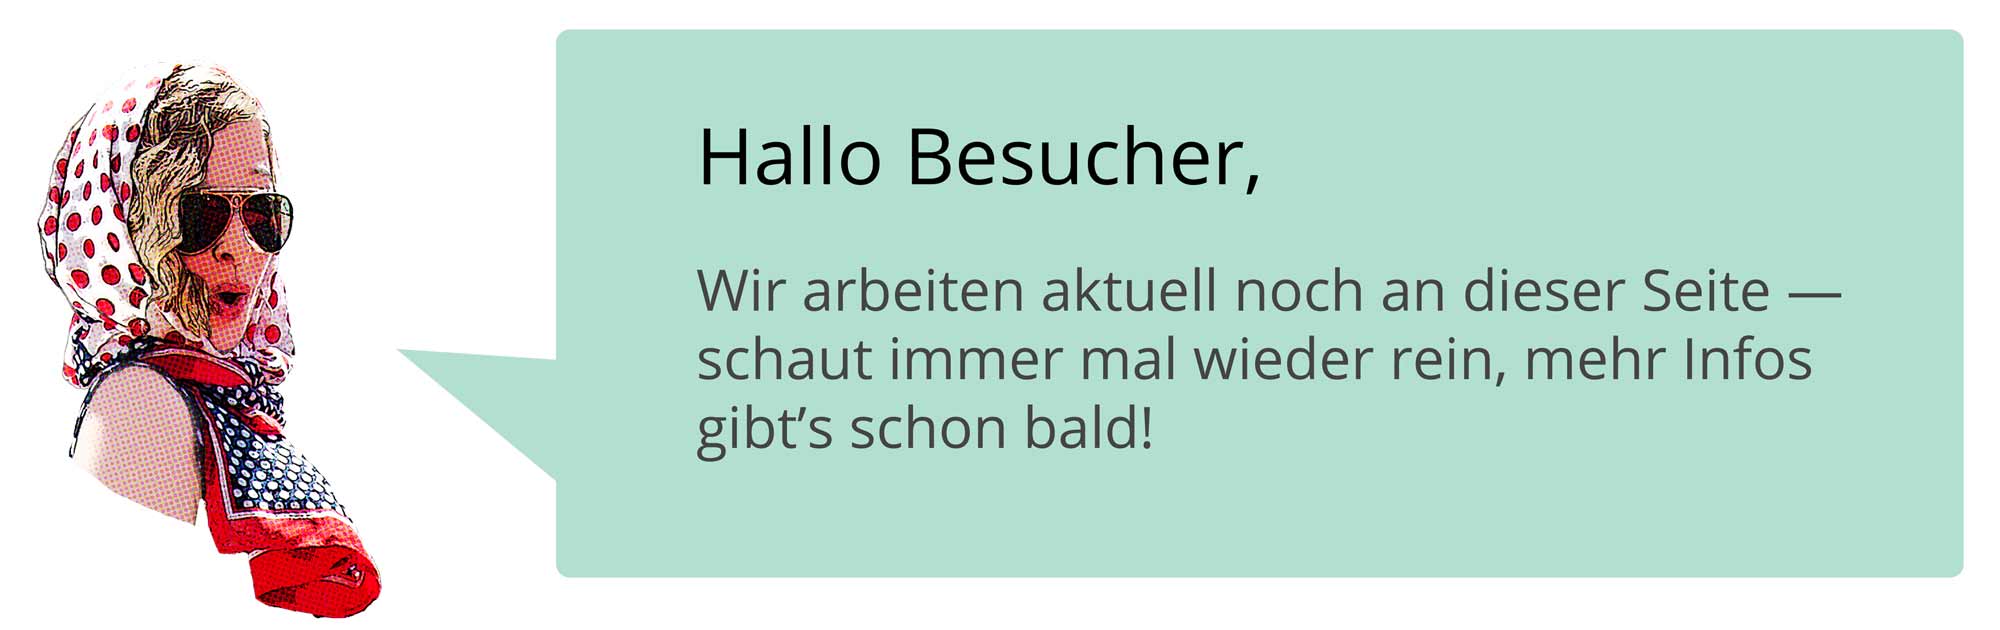 Hallo Besucher,
Wir arbeiten aktuell noch an dieser Seite —
schaut immer mal wieder rein, mehr Infos
gibt’s schon bald!